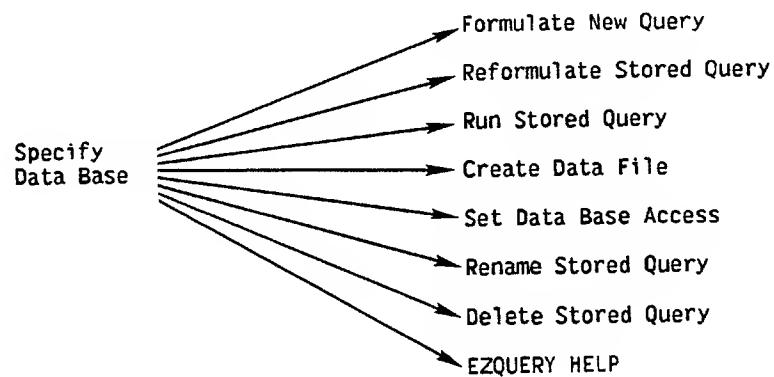 Formulate New Query
Reformulate Stored Query
Run Stored Query
Specify
Data Base
Create Data File
Set Data Base Access
Rename Stored Query
Delete Stored Query
EZQUERY HELP